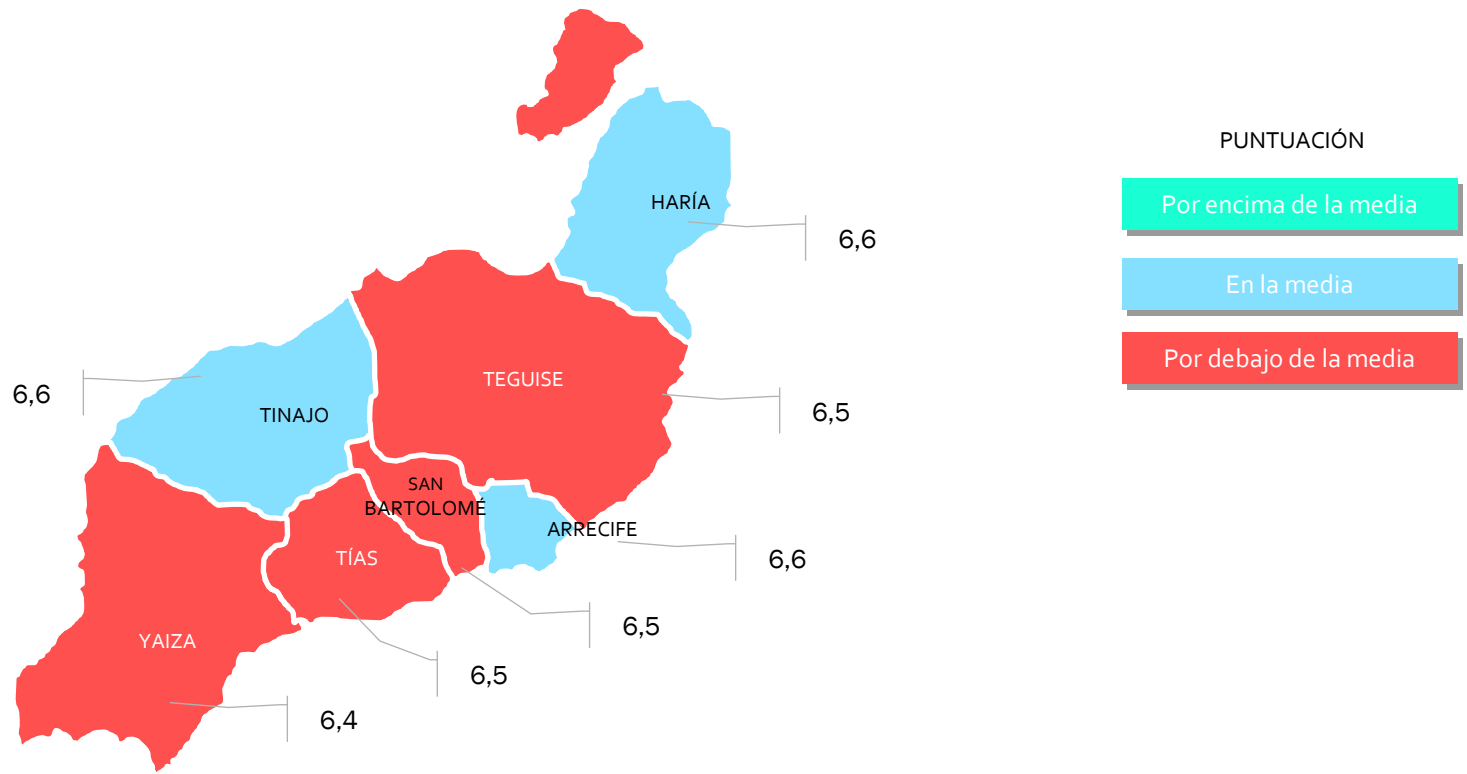 PUNTUACIÓN
Por encima de la media
En la media
Por debajo de la media
HARÍA
6,6
TEGUISE
6,5
6,6
TINAJO
SAN
BARTOLOMÉ
ARRECIFE
6,6
TÍAS
6,5
YAIZA
6,5
6,4